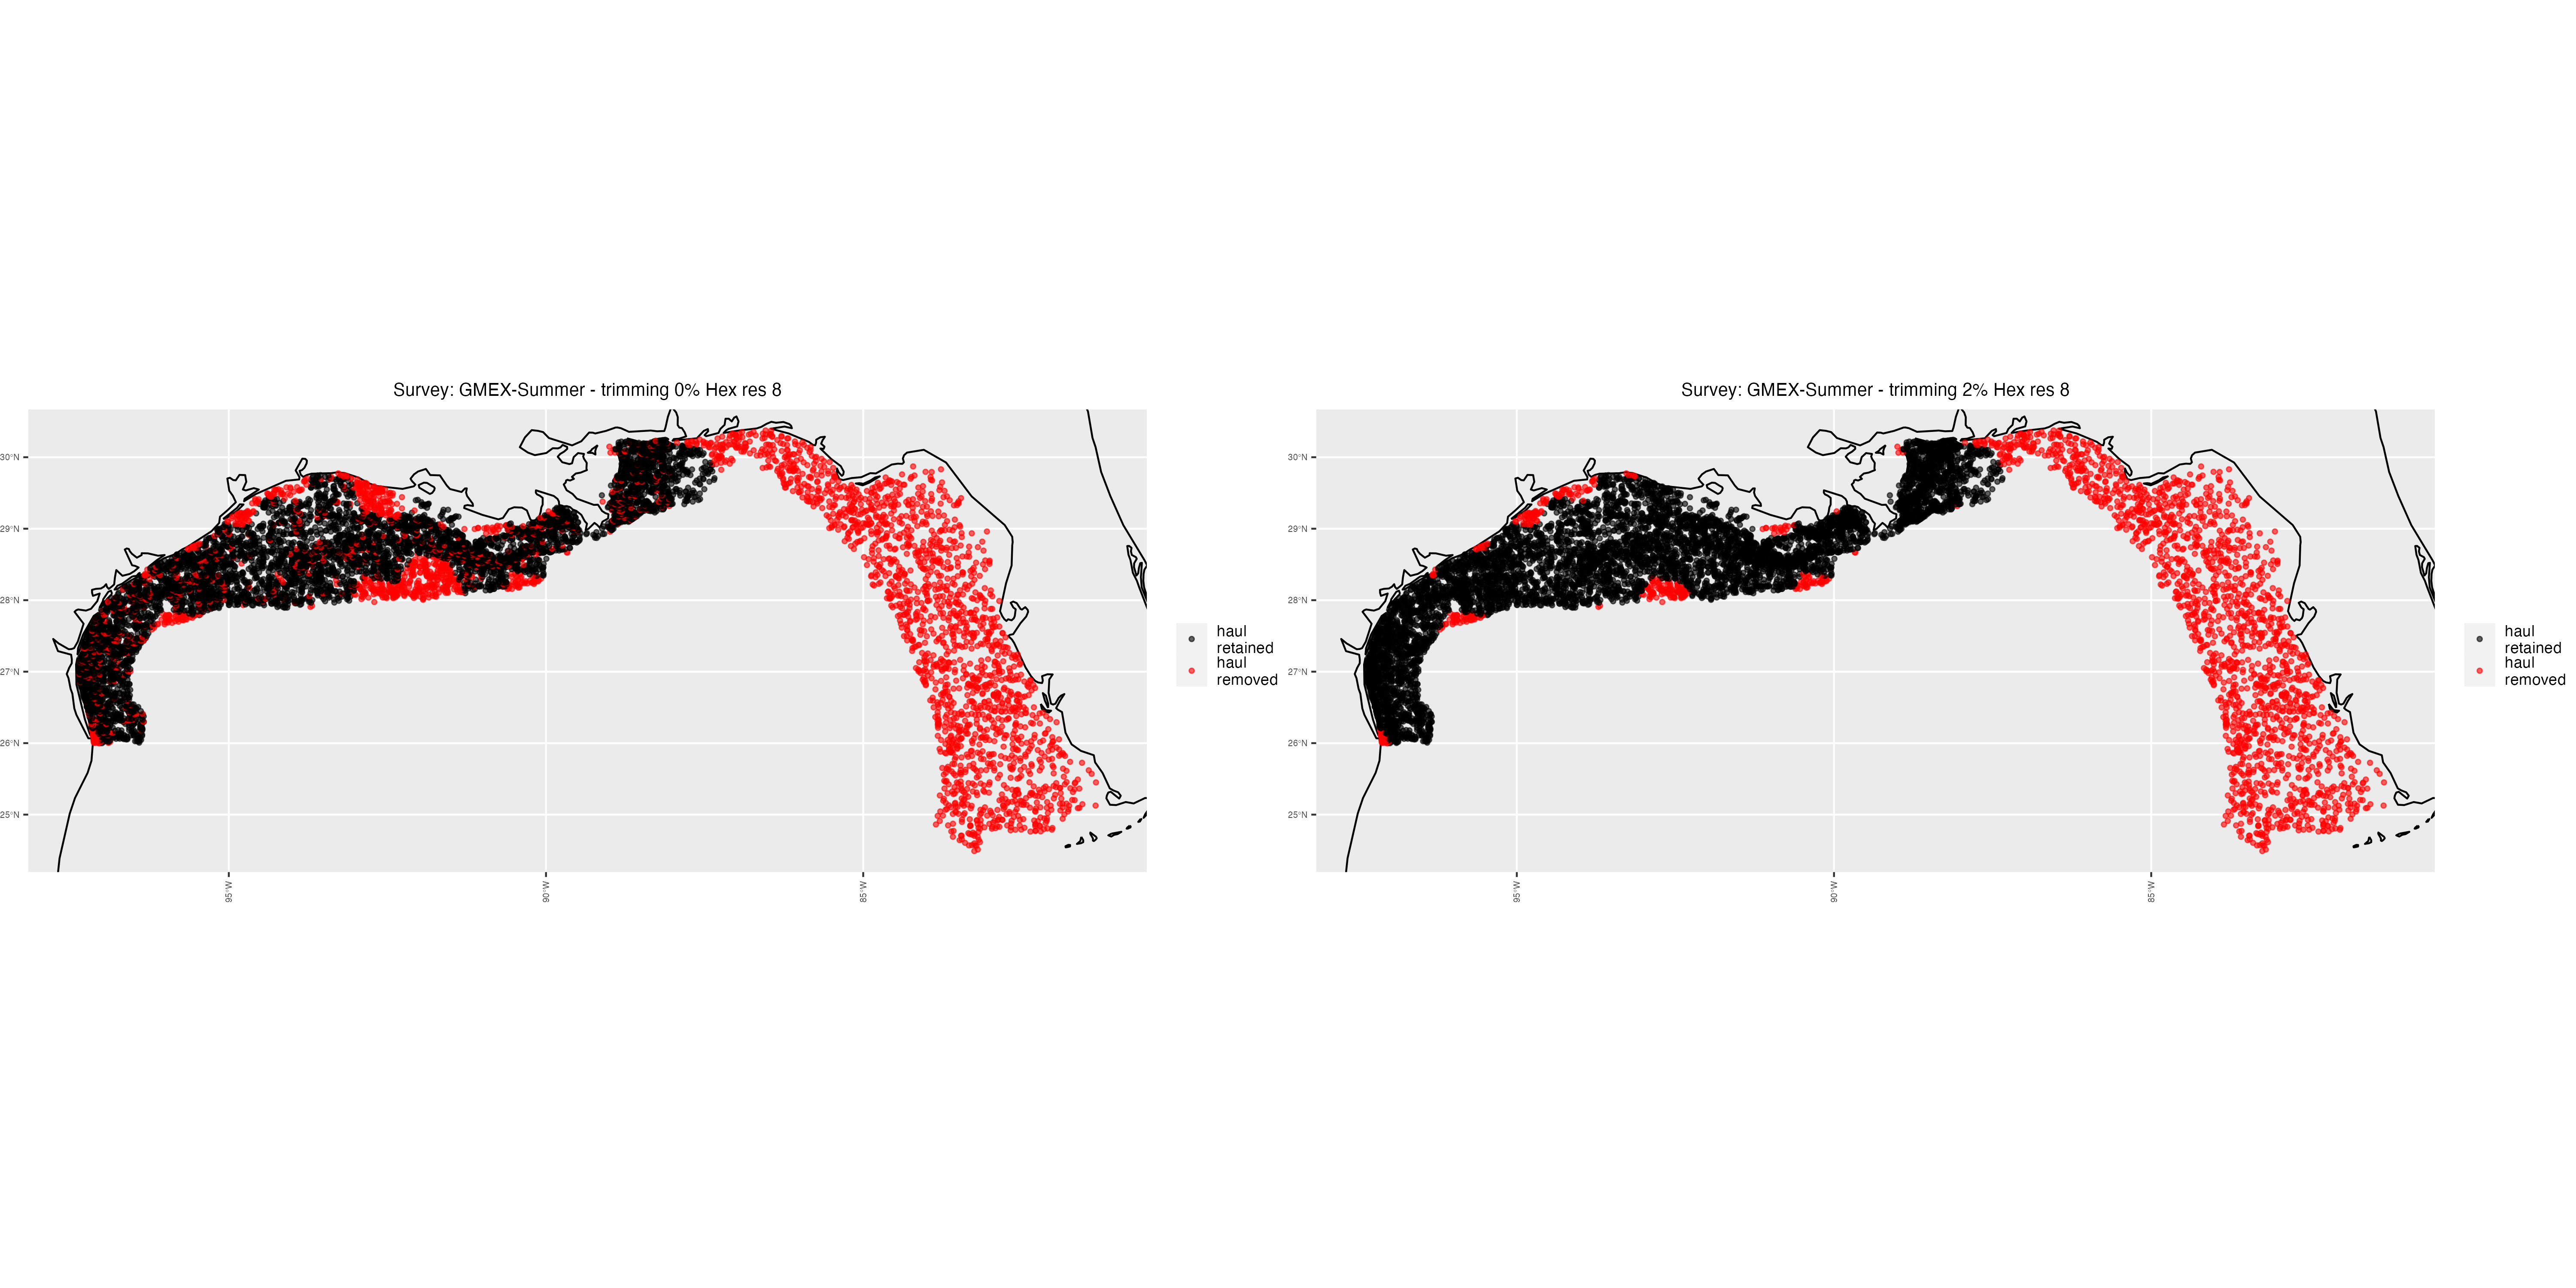 Survey: GMEX-Summer - trimming 0% Hex res 8
30°N
29°N
28°N
27°N
26°N
25°N
95°W
90°W
85°W
haul
retained
haul
removed
Survey: GMEX-Summer - trimming 2% Hex res 8
30°N
29°N
28°N
27°N
26°N
25°N
95°W
90°W
85°W
haul
retained
haul
removed